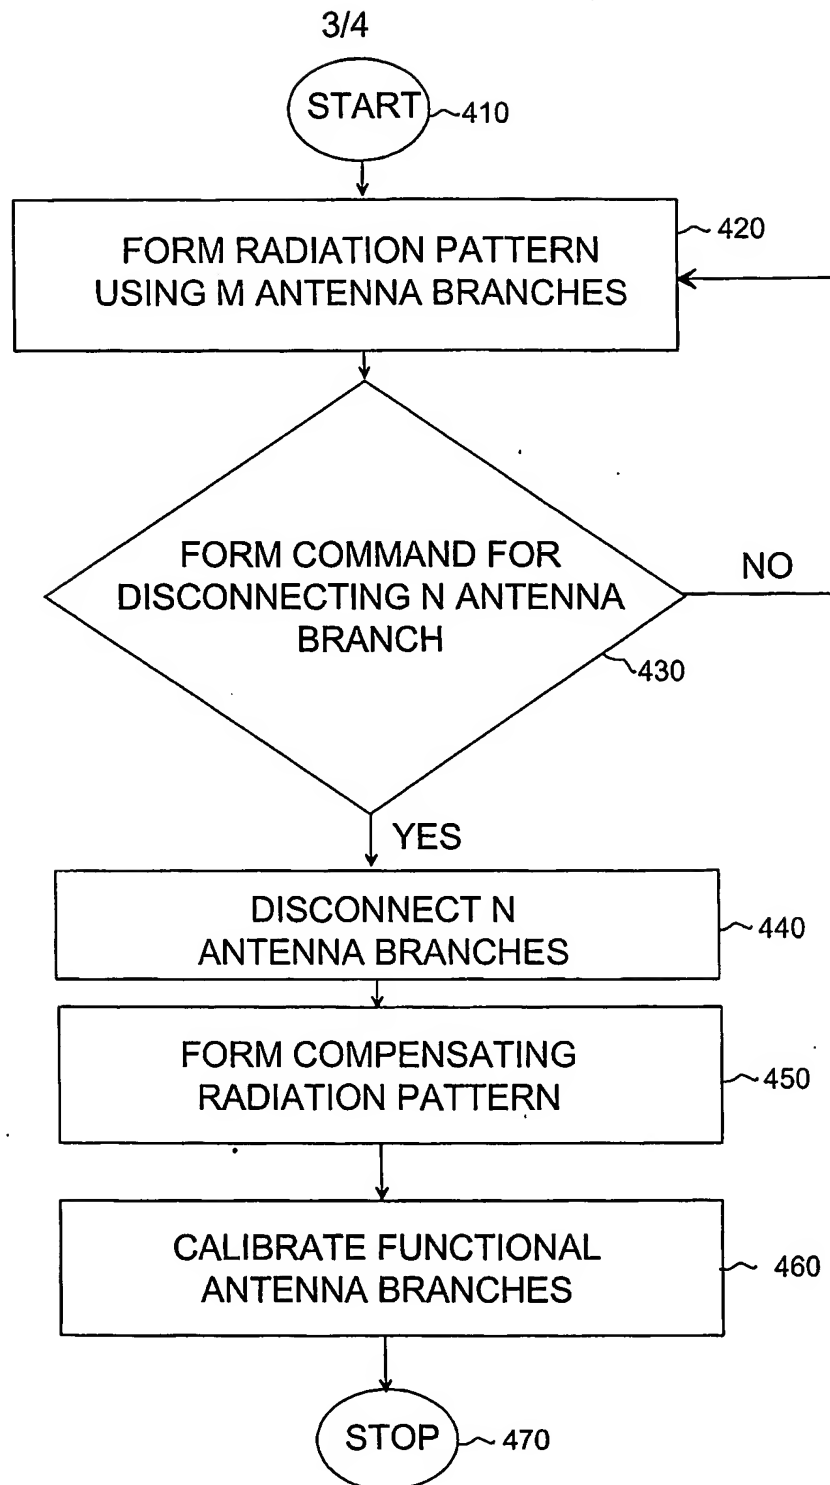 3/4
START
410
FORM RADIATION PATTERN
USING M ANTENNA BRANCHES
420
FORM COMMAND FOR
DISCONNECTING N ANTENNA
BRANCH
NO
430
YES
DISCONNECT N
ANTENNA BRANCHES
440
FORM COMPENSATING
RADIATION PATTERN
450
CALIBRATE FUNCTIONAL
ANTENNA BRANCHES
460
STOP
470